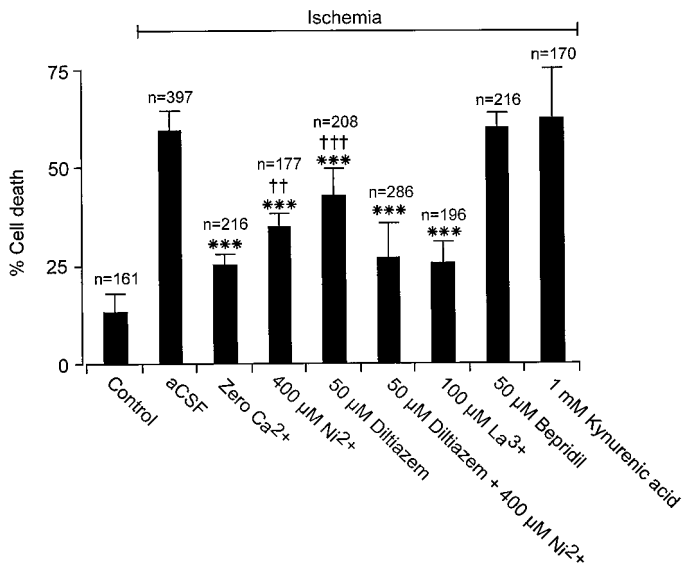 Ischemia
n=170
75
n=397
n=216
n=208
†††
***
n=177
††
***
50
n=286
***
n=196
***
n=216
***
% Cell death
25
n=161
0
Control
aCSF
Zero Ca2+
400 µM Ni2+
50 µM Diltiazem
50 µM Diltiazem + 400 µM Ni2+
100 µM La3+
50 µM Bepridil
1 mM Kynurenic acid